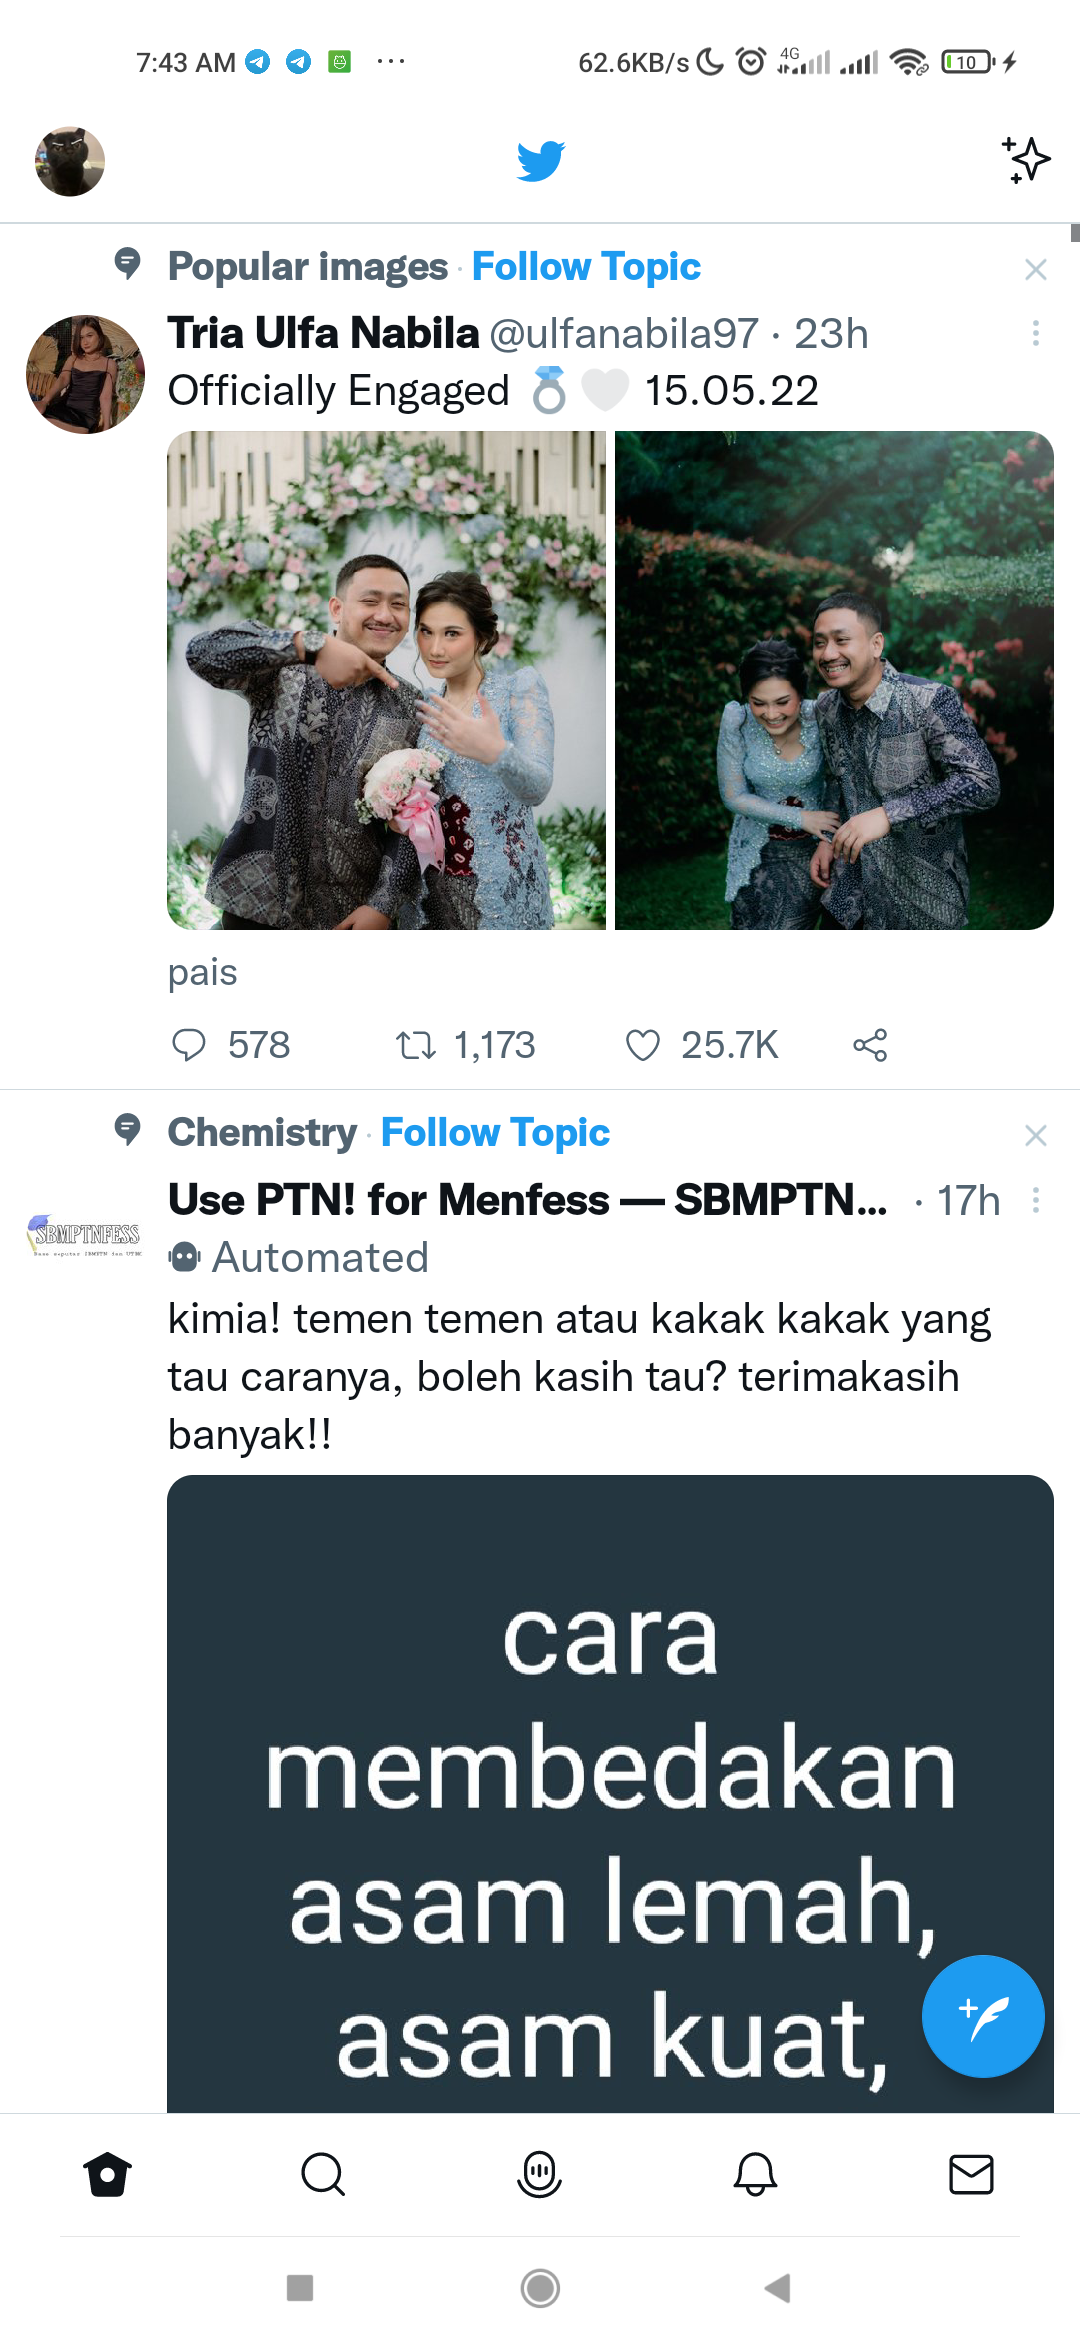 7:43 AM ... 62.6KB/s 4G 10
Popular images · Follow Topic
Tria Ulfa Nabila @ulfanabila97 · 23h
Officially Engaged 💍🤍 15.05.22
pais
578 1,173 25.7K
Chemistry · Follow Topic
Use PTN! for Menfess — SBMPTN... · 17h
SBMPTNFESS
Automated
kimia! temen temen atau kakak kakak yang
tau caranya, boleh kasih tau? terimakasih
banyak!!
cara
membedakan
asam lemah,
asam kuat,